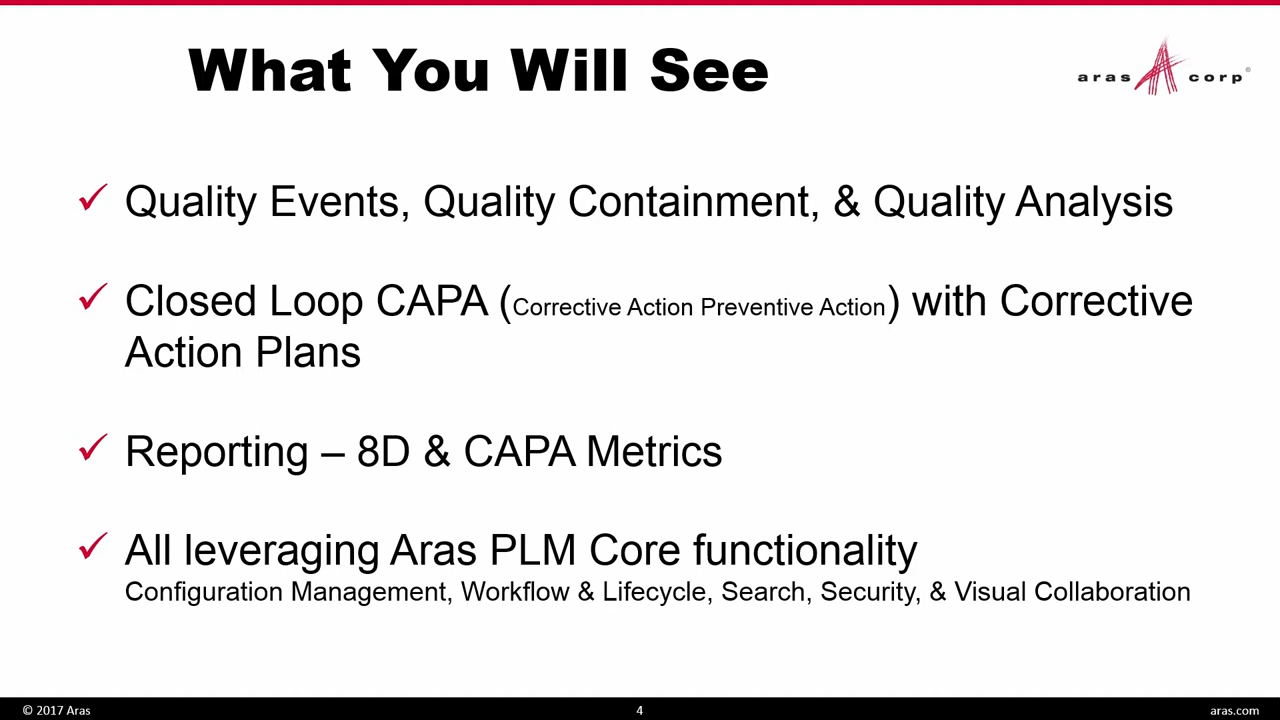 What You Will See
aras corp®
Quality Events, Quality Containment, & Quality Analysis
Closed Loop CAPA (Corrective Action Preventive Action) with Corrective
Action Plans
Reporting – 8D & CAPA Metrics
All leveraging Aras PLM Core functionality
Configuration Management, Workflow & Lifecycle, Search, Security, & Visual Collaboration
© 2017 Aras
4
aras.com